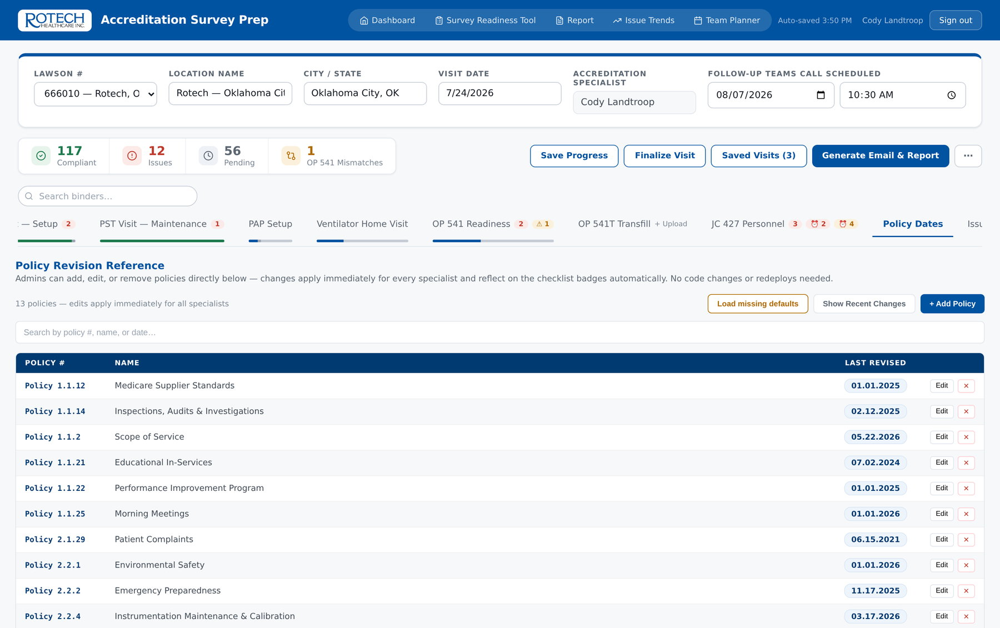 ROTECH
HEALTHCARE INC.
Accreditation Survey Prep
Dashboard
Survey Readiness Tool
Report
Issue Trends
Team Planner
Auto-saved 3:50 PM
Cody Landtroop
Sign out
LAWSON #
LOCATION NAME
CITY / STATE
VISIT DATE
ACCREDITATION
SPECIALIST
FOLLOW-UP TEAMS CALL SCHEDULED
666010 — Rotech, O
Rotech — Oklahoma Cit
Oklahoma City, OK
7/24/2026
Cody Landtroop
08/07/2026
10:30 AM
117
Compliant
12
Issues
56
Pending
1
OP 541 Mismatches
Save Progress
Finalize Visit
Saved Visits (3)
Generate Email & Report
...
Search binders...
— Setup 2
PST Visit — Maintenance 1
PAP Setup
Ventilator Home Visit
OP 541 Readiness 2 ⚠ 1
OP 541T Transfill + Upload
JC 427 Personnel 3 ⏰ 2 ⏰ 4
Policy Dates
Issu
Policy Revision Reference
Admins can add, edit, or remove policies directly below — changes apply immediately for every specialist and reflect on the checklist badges automatically. No code changes or redeploys needed.
13 policies — edits apply immediately for all specialists
Load missing defaults
Show Recent Changes
+ Add Policy
Search by policy #, name, or date...
POLICY # NAME LAST REVISED
Policy 1.1.12 Medicare Supplier Standards 01.01.2025 Edit ✕
Policy 1.1.14 Inspections, Audits & Investigations 02.12.2025 Edit ✕
Policy 1.1.2 Scope of Service 05.22.2026 Edit ✕
Policy 1.1.21 Educational In-Services 07.02.2024 Edit ✕
Policy 1.1.22 Performance Improvement Program 01.01.2025 Edit ✕
Policy 1.1.25 Morning Meetings 01.01.2026 Edit ✕
Policy 2.1.29 Patient Complaints 06.15.2021 Edit ✕
Policy 2.2.1 Environmental Safety 01.01.2026 Edit ✕
Policy 2.2.2 Emergency Preparedness 11.17.2025 Edit ✕
Policy 2.2.4 Instrumentation Maintenance & Calibration 03.17.2026 Edit ✕